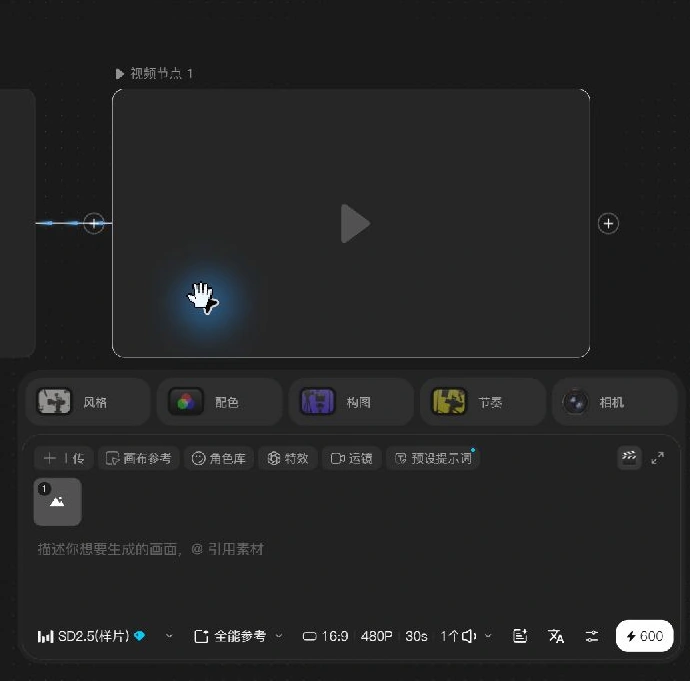 视频节点 1
风格
配色
构图
节奏
相机
传
画布参考
角色库
特效
运镜
预设提示词
1
描述你想要生成的画面，@ 引用素材
SD2.5(样片)
全能参考
16:9
480P
30s
1个
600